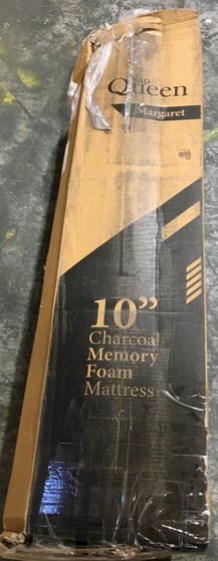 Queen
Margaret
10”
Charcoal
Memory
Foam
Mattress